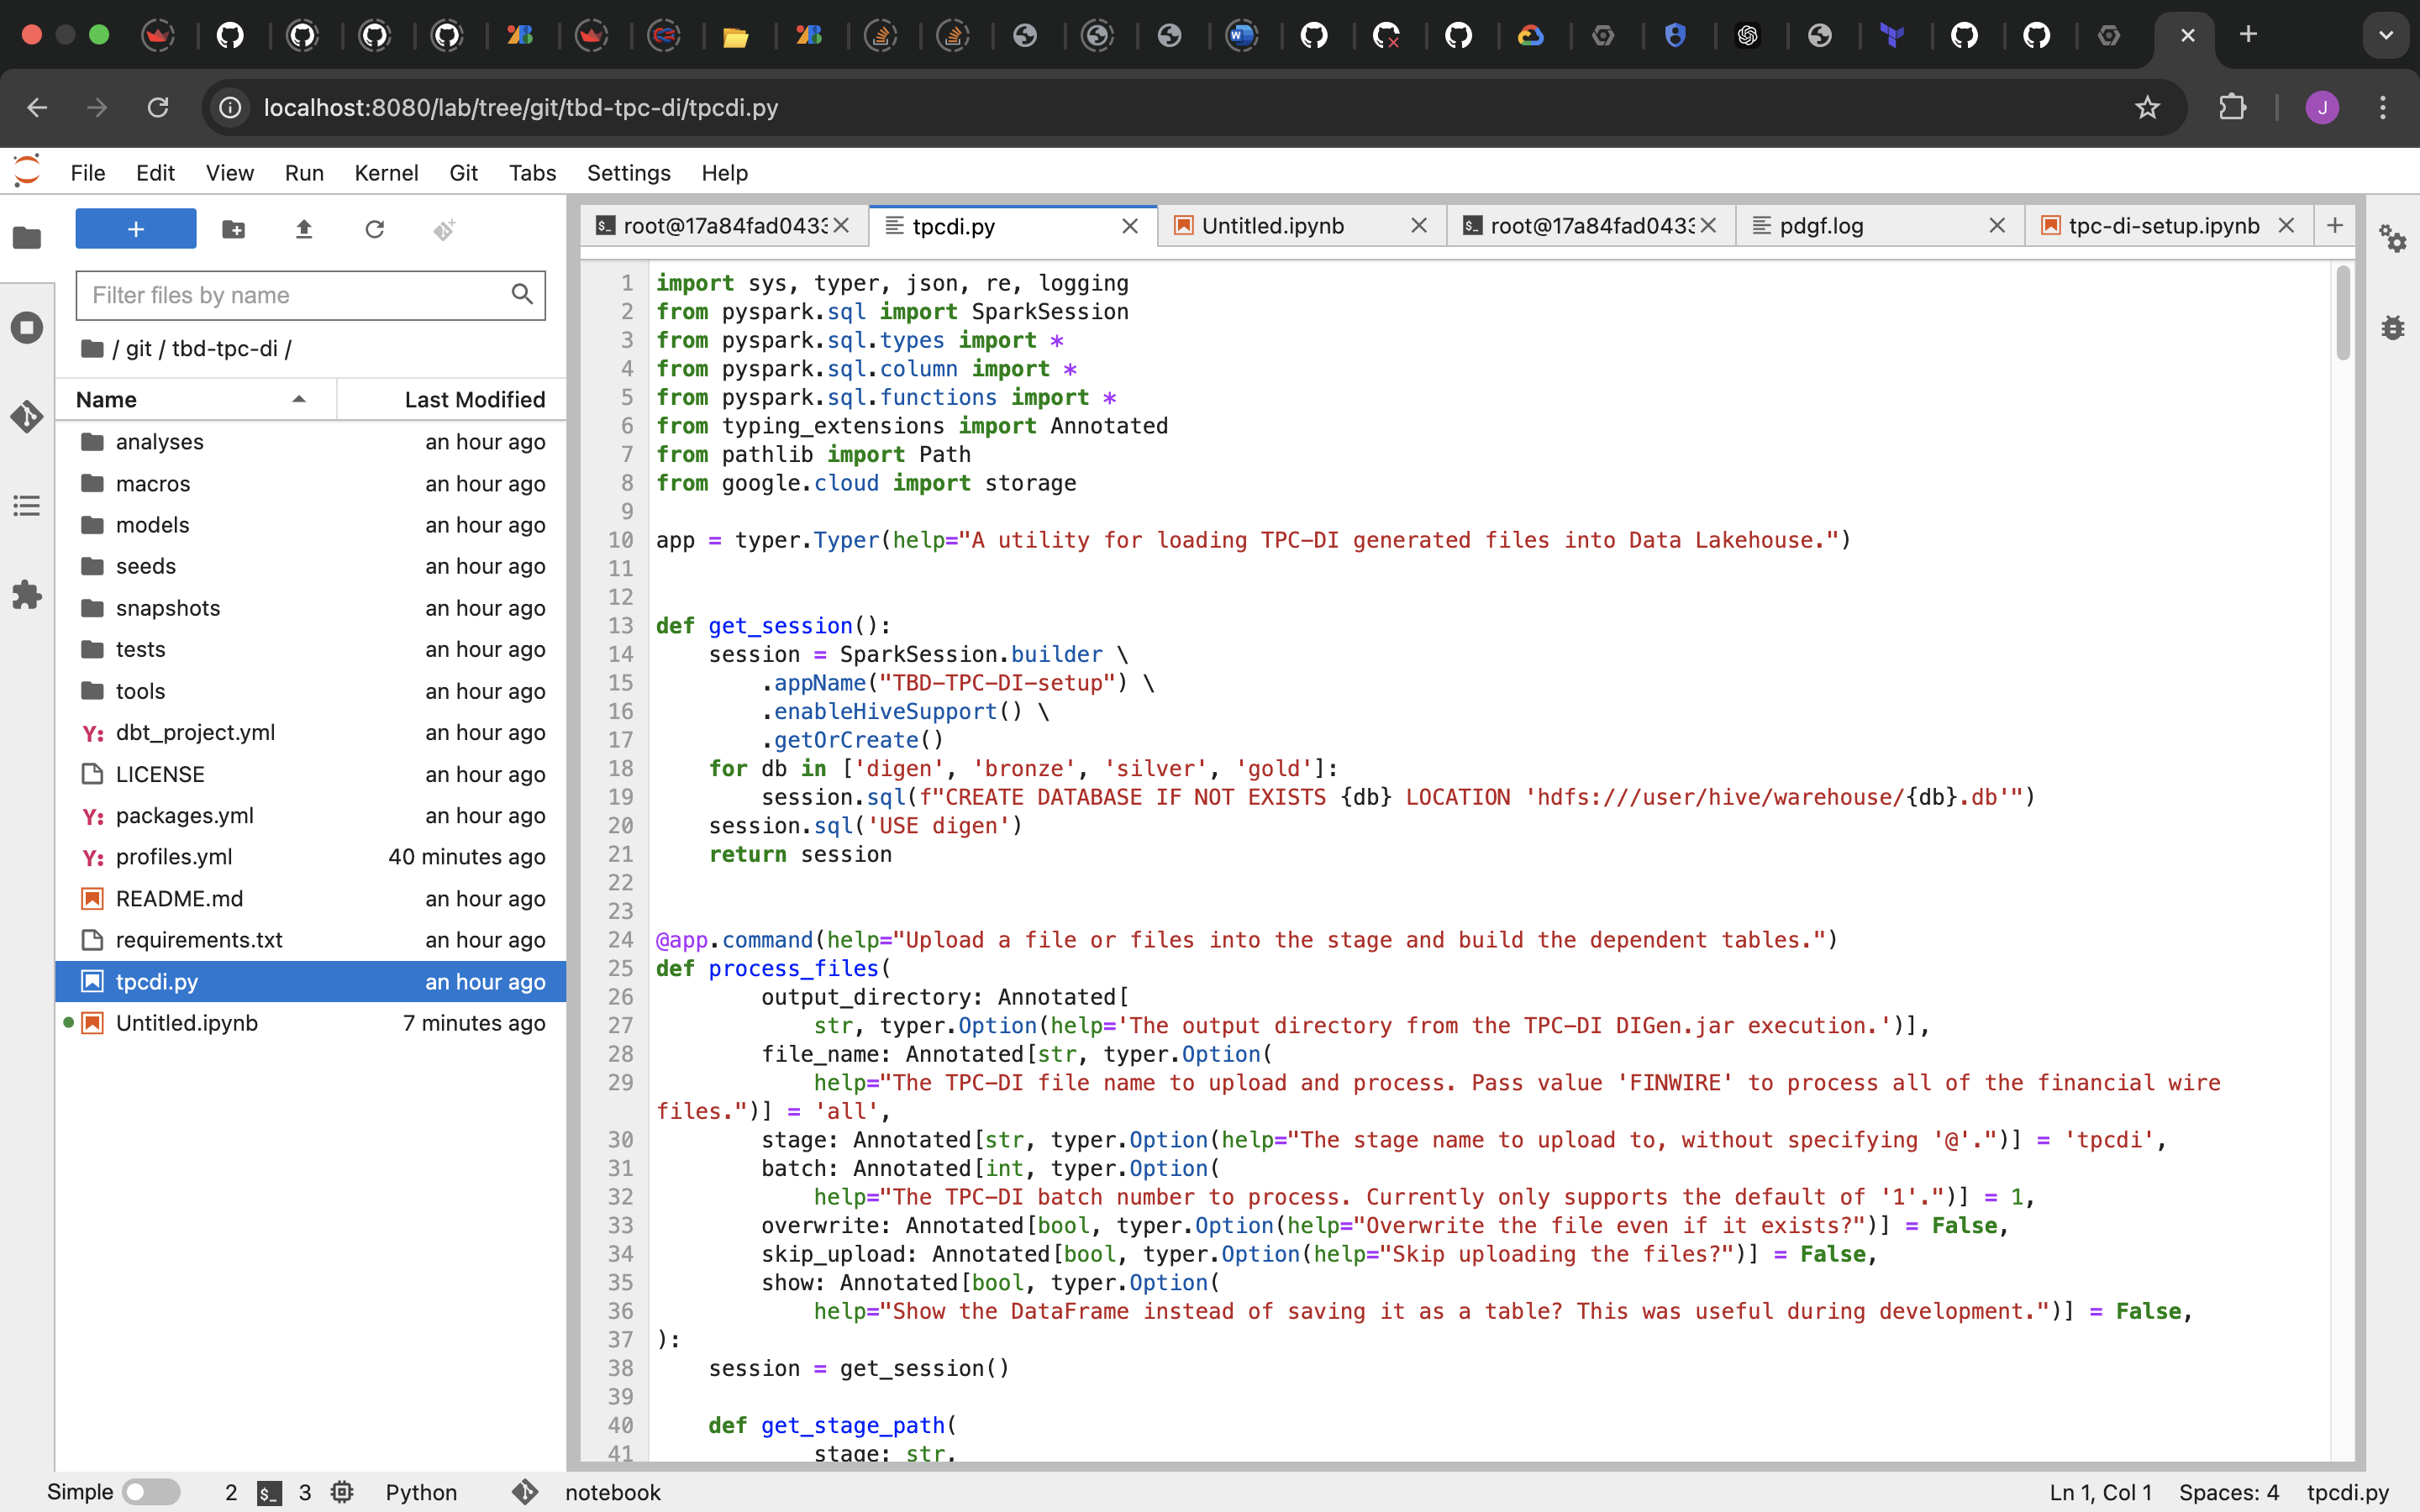 localhost:8080/lab/tree/git/tbd-tpc-di/tpcdi.py
J
File Edit View Run Kernel Git Tabs Settings Help
Filter files by name
/ git / tbd-tpc-di /
Name Last Modified
analyses an hour ago
macros an hour ago
models an hour ago
seeds an hour ago
snapshots an hour ago
tests an hour ago
tools an hour ago
Y: dbt_project.yml an hour ago
LICENSE an hour ago
Y: packages.yml an hour ago
Y: profiles.yml 40 minutes ago
README.md an hour ago
requirements.txt an hour ago
tpcdi.py an hour ago
Untitled.ipynb 7 minutes ago
root@17a84fad0433 tpcdi.py Untitled.ipynb root@17a84fad0433 pdgf.log tpc-di-setup.ipynb
1 import sys, typer, json, re, logging
2 from pyspark.sql import SparkSession
3 from pyspark.sql.types import *
4 from pyspark.sql.column import *
5 from pyspark.sql.functions import *
6 from typing_extensions import Annotated
7 from pathlib import Path
8 from google.cloud import storage
9
10 app = typer.Typer(help="A utility for loading TPC-DI generated files into Data Lakehouse.")
11
12
13 def get_session():
14     session = SparkSession.builder \
15         .appName("TBD-TPC-DI-setup") \
16         .enableHiveSupport() \
17         .getOrCreate()
18     for db in ['digen', 'bronze', 'silver', 'gold']:
19         session.sql(f"CREATE DATABASE IF NOT EXISTS {db} LOCATION 'hdfs:///user/hive/warehouse/{db}.db'")
20     session.sql('USE digen')
21     return session
22
23
24 @app.command(help="Upload a file or files into the stage and build the dependent tables.")
25 def process_files(
26         output_directory: Annotated[
27             str, typer.Option(help='The output directory from the TPC-DI DIGen.jar execution.')],
28         file_name: Annotated[str, typer.Option(
29             help="The TPC-DI file name to upload and process. Pass value 'FINWIRE' to process all of the financial wire
files.")] = 'all',
30         stage: Annotated[str, typer.Option(help="The stage name to upload to, without specifying '@'.")] = 'tpcdi',
31         batch: Annotated[int, typer.Option(
32             help="The TPC-DI batch number to process. Currently only supports the default of '1'.")] = 1,
33         overwrite: Annotated[bool, typer.Option(help="Overwrite the file even if it exists?")] = False,
34         skip_upload: Annotated[bool, typer.Option(help="Skip uploading the files?")] = False,
35         show: Annotated[bool, typer.Option(
36             help="Show the DataFrame instead of saving it as a table? This was useful during development.")] = False,
37 ):
38     session = get_session()
39
40     def get_stage_path(
41             stage: str,
Simple 2 $_ 3 Python notebook Ln 1, Col 1 Spaces: 4 tpcdi.py